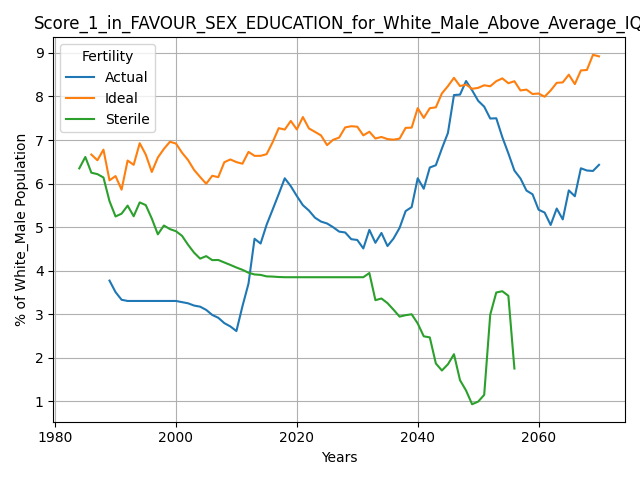 Score_1_in_FAVOUR_SEX_EDUCATION_for_White_Male_Above_Average_IQ
Fertility
Actual
Ideal
Sterile
% of White_Male Population
9
8
7
6
5
4
3
2
1
1980
2000
2020
2040
2060
Years